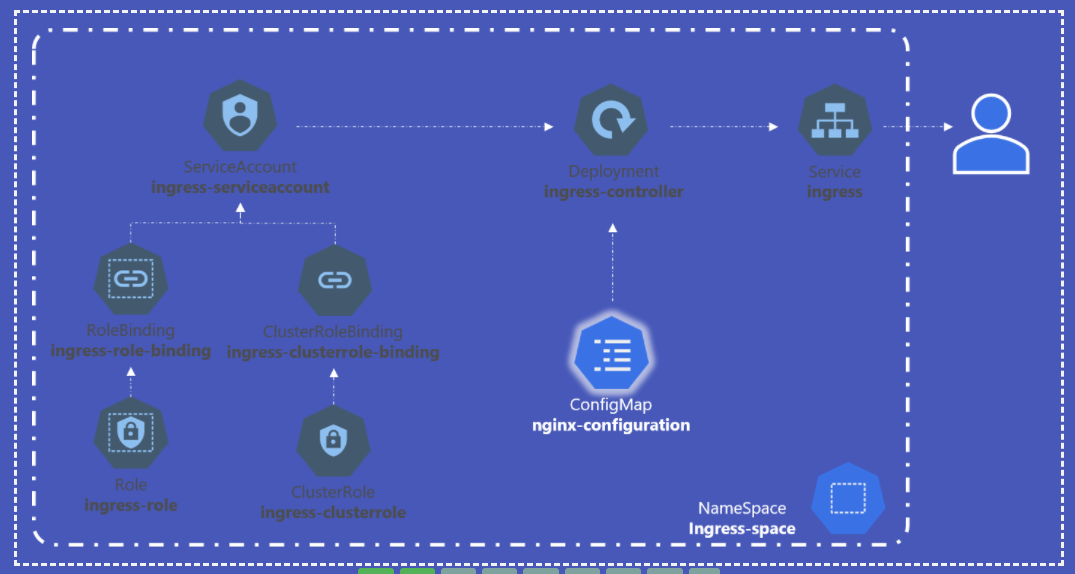 ServiceAccount
ingress-serviceaccount
Deployment
ingress-controller
Service
ingress
RoleBinding
ingress-role-binding
ClusterRoleBinding
ingress-clusterrole-binding
ConfigMap
nginx-configuration
Role
ingress-role
ClusterRole
ingress-clusterrole
NameSpace
Ingress-space